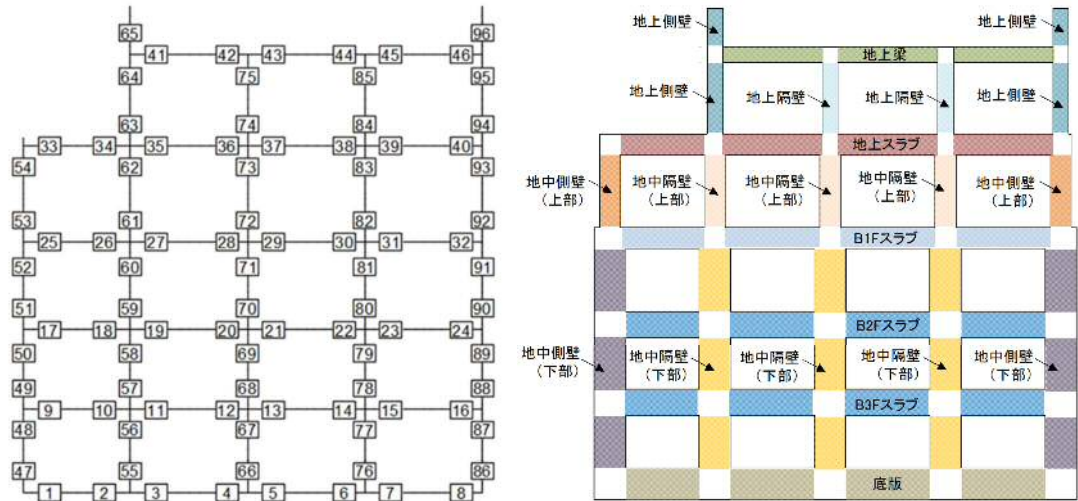 65
96
41 42 43 44 45 46
64 75 85 95
63 74 84 94
33 34 35 36 37 38 39 40
54 62 73 83 93
53 61 72 82 92
25 26 27 28 29 30 31 32
52 60 71 81 91
51 59 70 80 90
17 18 19 20 21 22 23 24
50 58 69 79 89
49 57 68 78 88
9 10 11 12 13 14 15 16
48 56 67 77 87
47 55 66 76 86
1 2 3 4 5 6 7 8
地上側壁
地上側壁
地上梁
地上側壁
地上隔壁
地上隔壁
地上側壁
地上スラブ
地中側壁
(上部)
地中隔壁
(上部)
地中隔壁
(上部)
地中隔壁
(上部)
地中側壁
(上部)
B1Fスラブ
B2Fスラブ
地中側壁
(下部)
地中隔壁
(下部)
地中隔壁
(下部)
地中隔壁
(下部)
地中側壁
(下部)
B3Fスラブ
底版